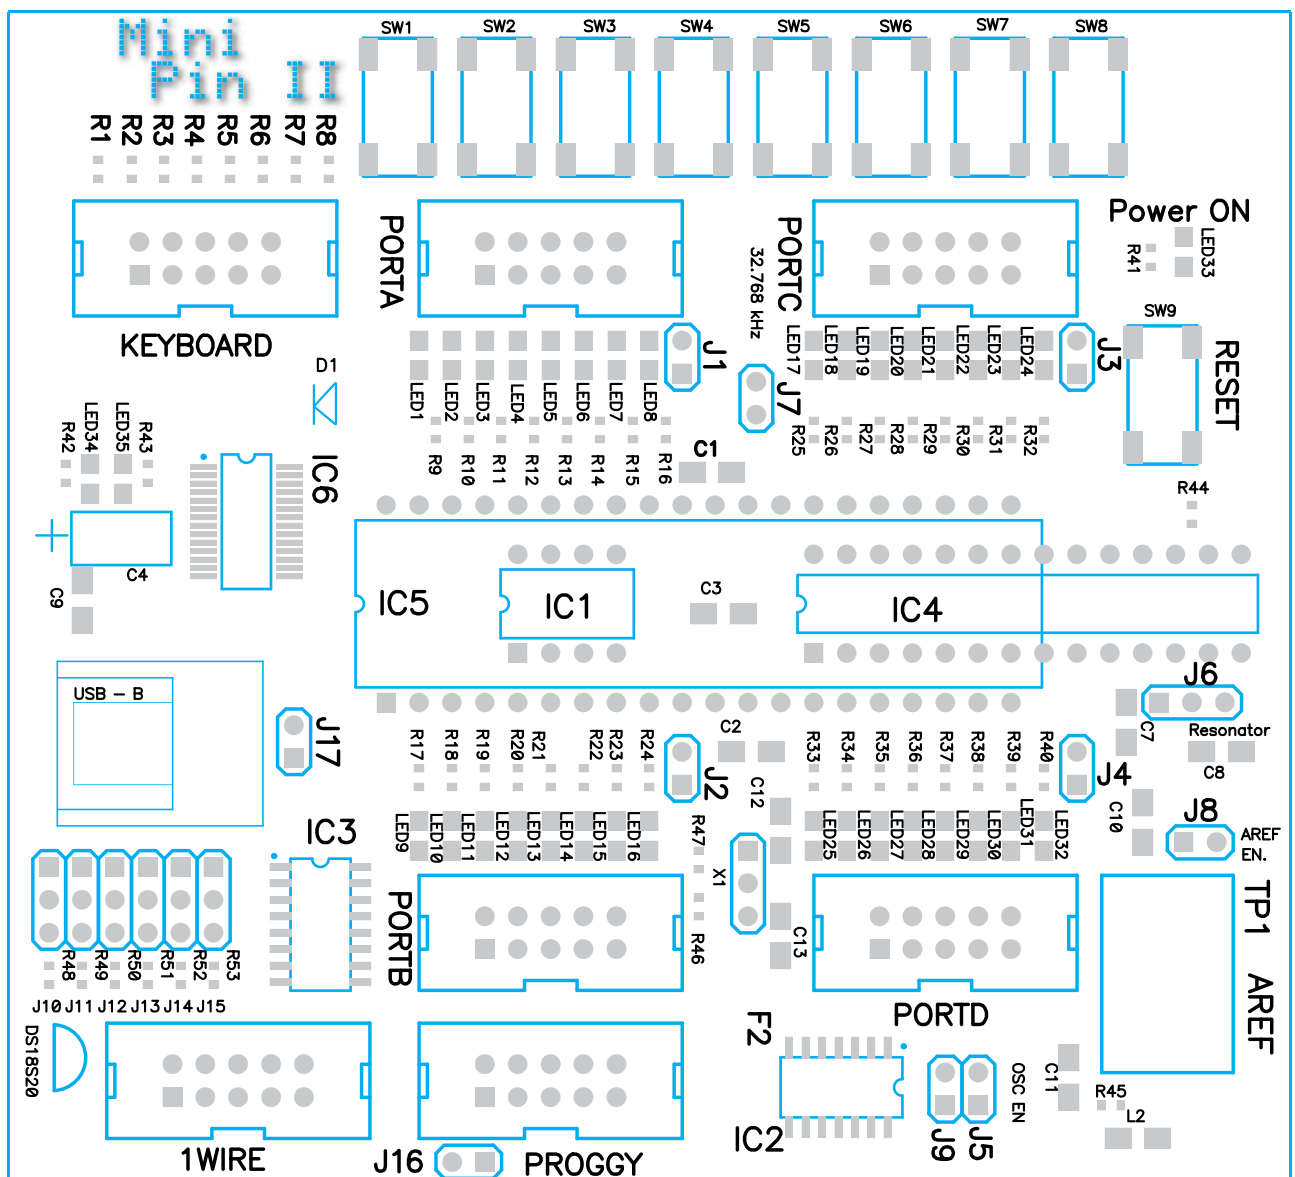 Mini
Pin II
SW1 SW2 SW3 SW4 SW5 SW6 SW7 SW8
R1 R2 R3 R4 R5 R6 R7 R8
PORTA
PORTC
32.768 kHz
Power ON
R41
LED33
KEYBOARD
SW9
RESET
J1
J7
J3
LED17 LED18 LED19 LED20 LED21 LED22 LED23 LED24
D1
LED1 LED2 LED3 LED4 LED5 LED6 LED7 LED8
R42 LED34 LED35 R43
IC6
R9 R10 R11 R12 R13 R14 R15 R16
C1
R25 R26 R27 R28 R29 R30 R31 R32
R44
C4
C9
IC5
IC1
C3
IC4
USB - B
J17
J6
C7
Resonator
C8
R17 R18 R19 R20 R21 R22 R23 R24
C2
J2
C12
R33 R34 R35 R36 R37 R38 R39 R40
J4
C10
J8
AREF
EN.
IC3
LED9 LED10 LED11 LED12 LED13 LED14 LED15 LED16
R47
X1
LED25 LED26 LED27 LED28 LED29 LED30 LED31 LED32
PORTB
R46
C13
TP1 AREF
R48 R49 R50 R51 R52 R53
J10 J11 J12 J13 J14 J15
PORTD
DS18S20
F2
IC2
OSC EN
C11
R45
L2
J9
J5
1WIRE
J16
PROGGY